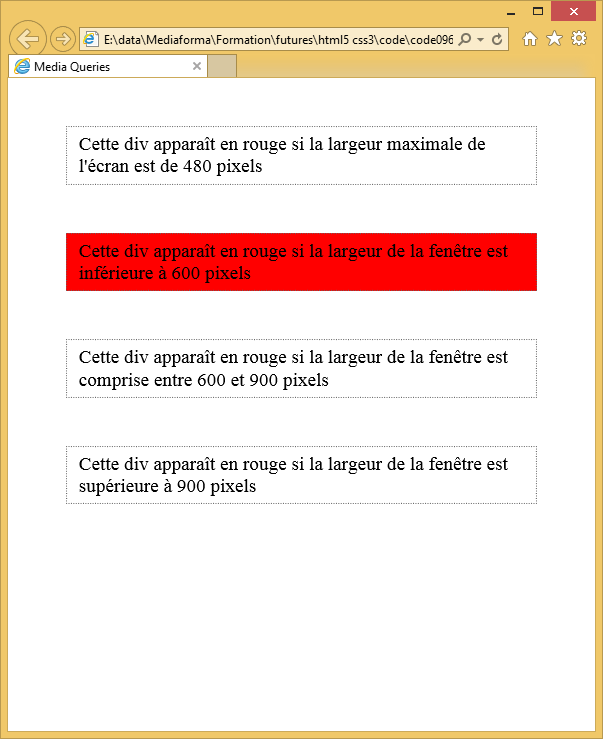 E:\data\Mediaforma\Formation\futures\html5 css3\code\code096
Media Queries
Cette div apparaît en rouge si la largeur maximale de
l'écran est de 480 pixels
Cette div apparaît en rouge si la largeur de la fenêtre est
inférieure à 600 pixels
Cette div apparaît en rouge si la largeur de la fenêtre est
comprise entre 600 et 900 pixels
Cette div apparaît en rouge si la largeur de la fenêtre est
supérieure à 900 pixels